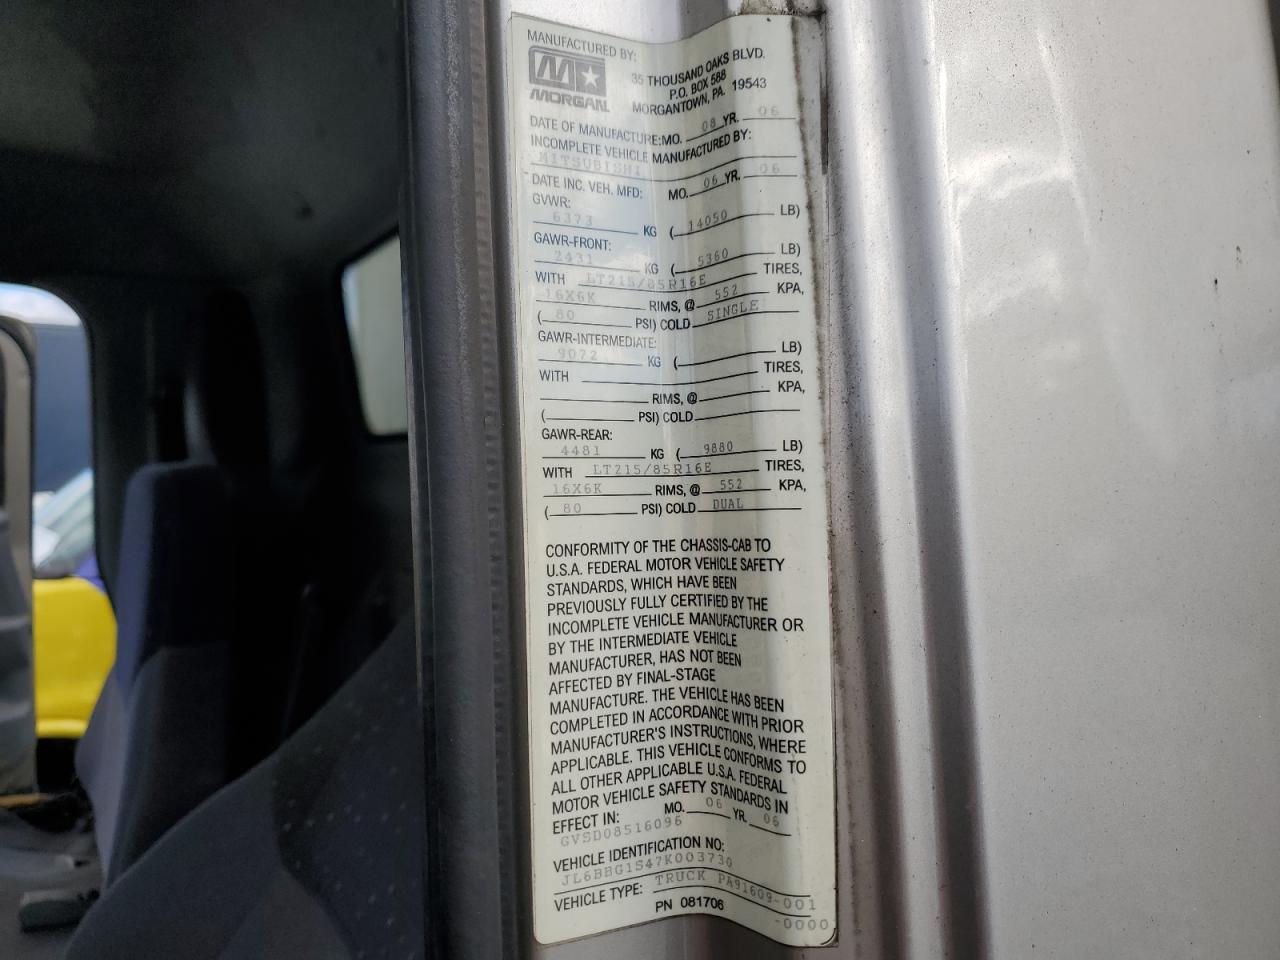 MANUFACTURED BY:
MORGAN
35 THOUSAND OAKS BLVD.
P.O. BOX 588
MORGANTOWN, PA. 19543
DATE OF MANUFACTURE: MO. 08 YR. 06
INCOMPLETE VEHICLE MANUFACTURED BY:
MITSUBISHI
DATE INC. VEH. MFD: MO. 06 YR. 06
GVWR:
6373 KG (14050 LB)
GAWR-FRONT:
2431 KG (5360 LB)
WITH LT215/85R16E TIRES,
16X6K RIMS, @ 552 KPA,
(80 PSI) COLD SINGLE
GAWR-INTERMEDIATE:
9072 KG ( LB)
WITH TIRES,
RIMS, @ KPA,
( PSI) COLD
GAWR-REAR:
4481 KG (9880 LB)
WITH LT215/85R16E TIRES,
16X6K RIMS, @ 552 KPA,
(80 PSI) COLD DUAL
CONFORMITY OF THE CHASSIS-CAB TO
U.S.A. FEDERAL MOTOR VEHICLE SAFETY
STANDARDS, WHICH HAVE BEEN
PREVIOUSLY FULLY CERTIFIED BY THE
INCOMPLETE VEHICLE MANUFACTURER OR
BY THE INTERMEDIATE VEHICLE
MANUFACTURER, HAS NOT BEEN
AFFECTED BY FINAL-STAGE
MANUFACTURE. THE VEHICLE HAS BEEN
COMPLETED IN ACCORDANCE WITH PRIOR
MANUFACTURER'S INSTRUCTIONS, WHERE
APPLICABLE. THIS VEHICLE CONFORMS TO
ALL OTHER APPLICABLE U.S.A. FEDERAL
MOTOR VEHICLE SAFETY STANDARDS IN
EFFECT IN: MO. 06 YR. 06
GVSD08516096
VEHICLE IDENTIFICATION NO:
JL6BBG1S47K003730
VEHICLE TYPE: TRUCK PA91609-001
-0000
PN 081706